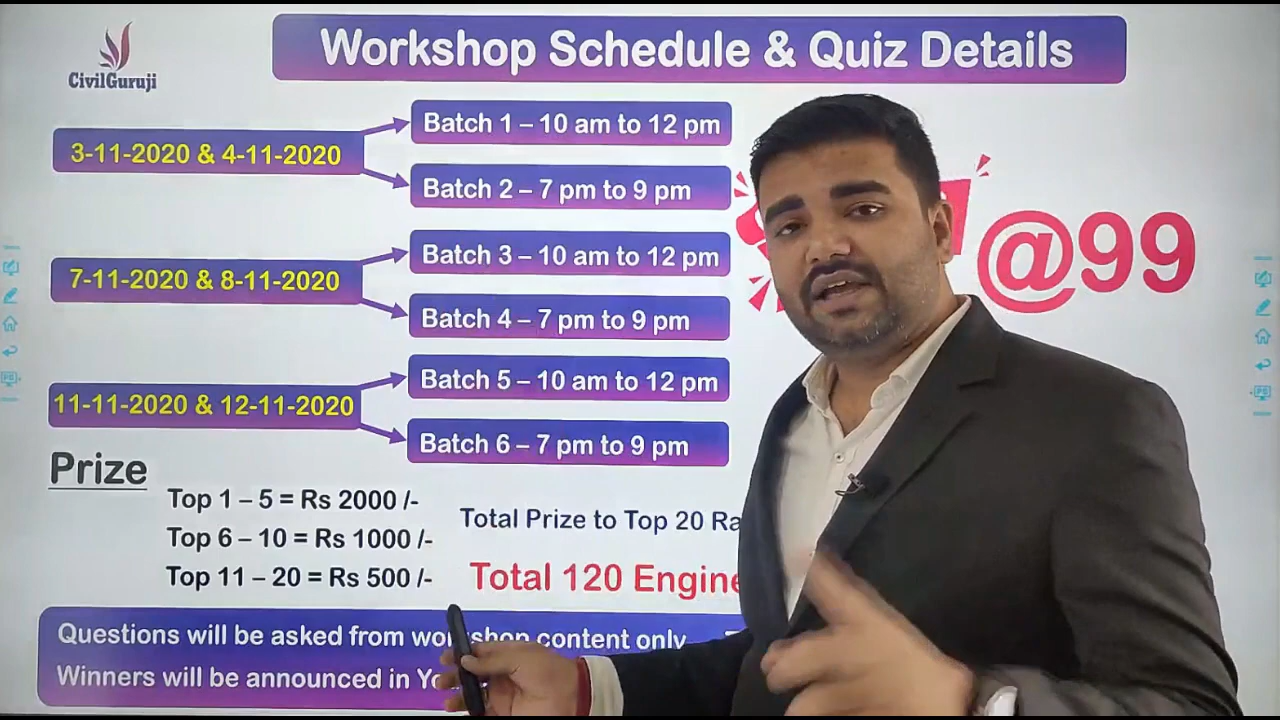 CivilGuruji
Workshop Schedule & Quiz Details
3-11-2020 & 4-11-2020
Batch 1 – 10 am to 12 pm
Batch 2 – 7 pm to 9 pm
7-11-2020 & 8-11-2020
Batch 3 – 10 am to 12 pm
Batch 4 – 7 pm to 9 pm
11-11-2020 & 12-11-2020
Batch 5 – 10 am to 12 pm
Batch 6 – 7 pm to 9 pm
@99
Prize
Top 1 – 5 = Rs 2000 /-
Top 6 – 10 = Rs 1000 /-
Top 11 – 20 = Rs 500 /-
Total Prize to Top 20
Total 120
Questions will be asked from workshop content only
Winners will be announced in